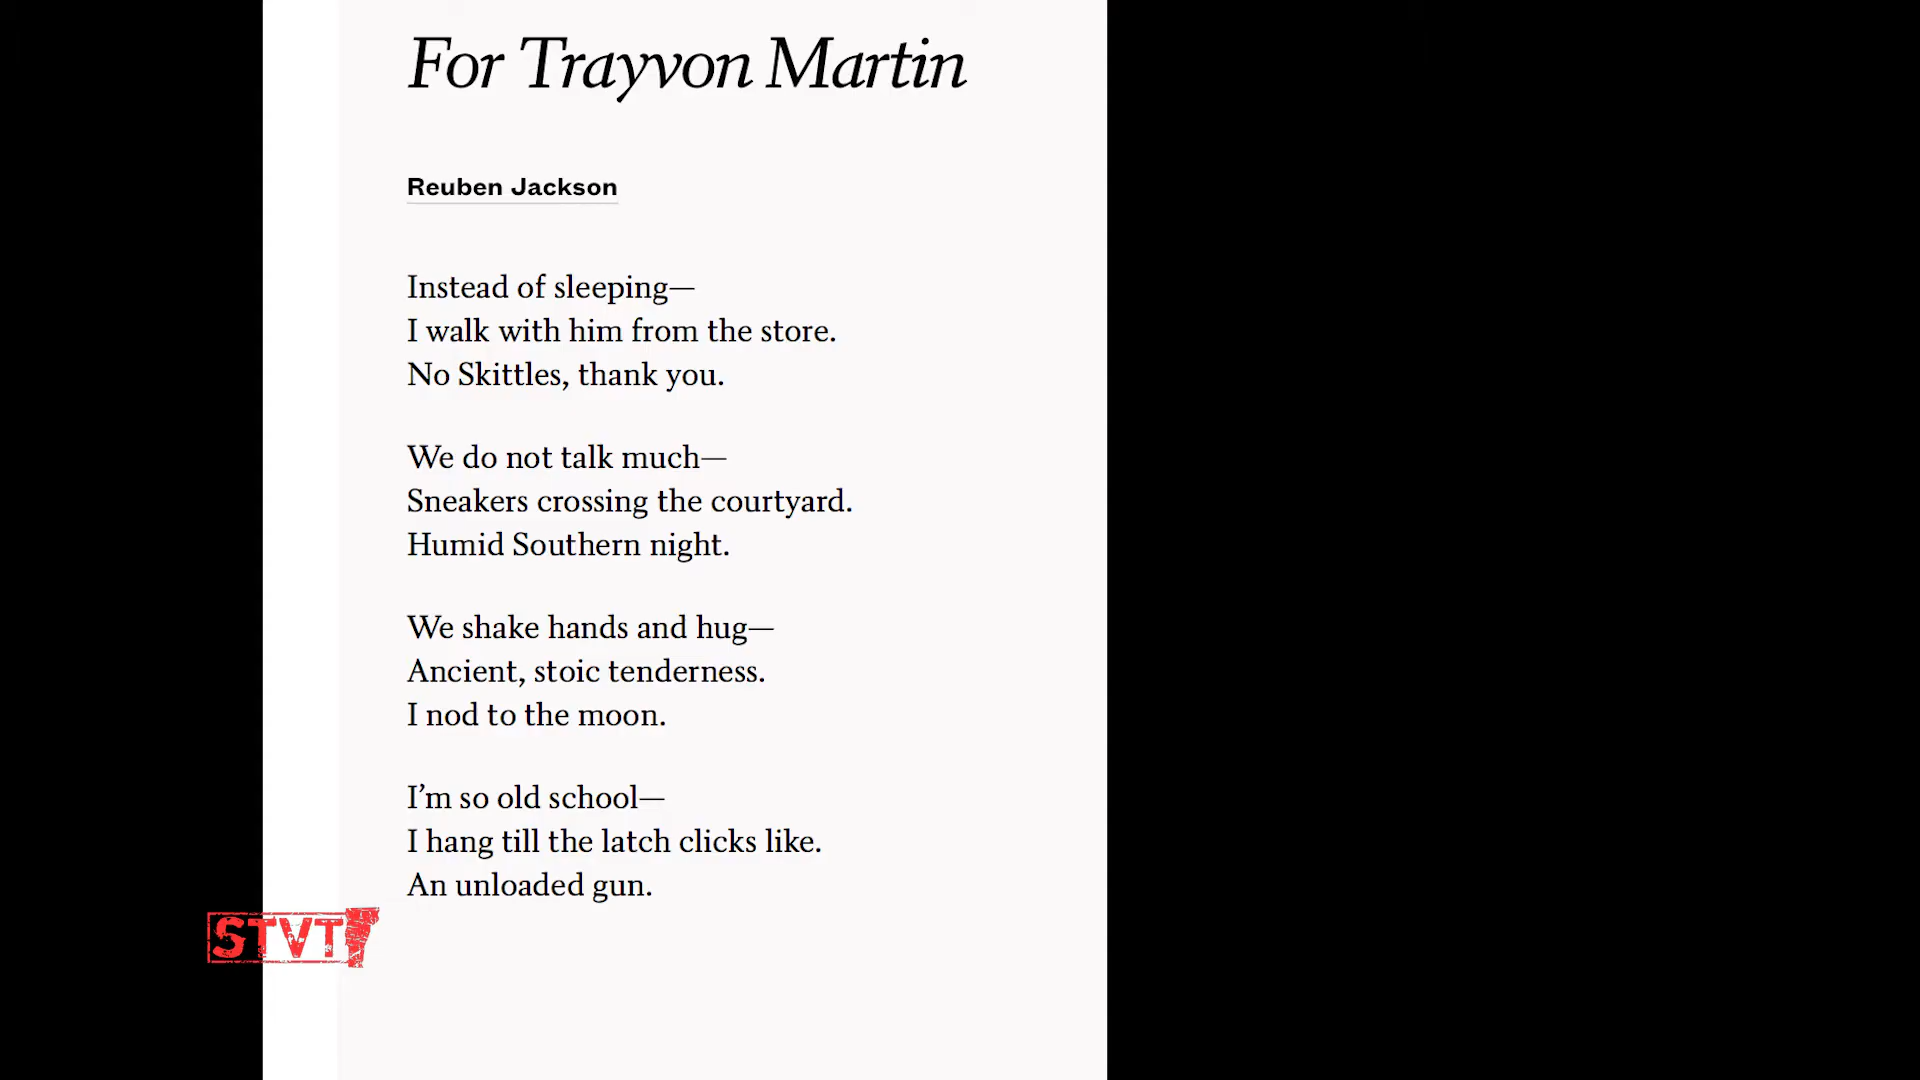 For Trayvon Martin
Reuben Jackson
Instead of sleeping—
I walk with him from the store.
No Skittles, thank you.
We do not talk much—
Sneakers crossing the courtyard.
Humid Southern night.
We shake hands and hug—
Ancient, stoic tenderness.
I nod to the moon.
I’m so old school—
I hang till the latch clicks like.
An unloaded gun.
STVT